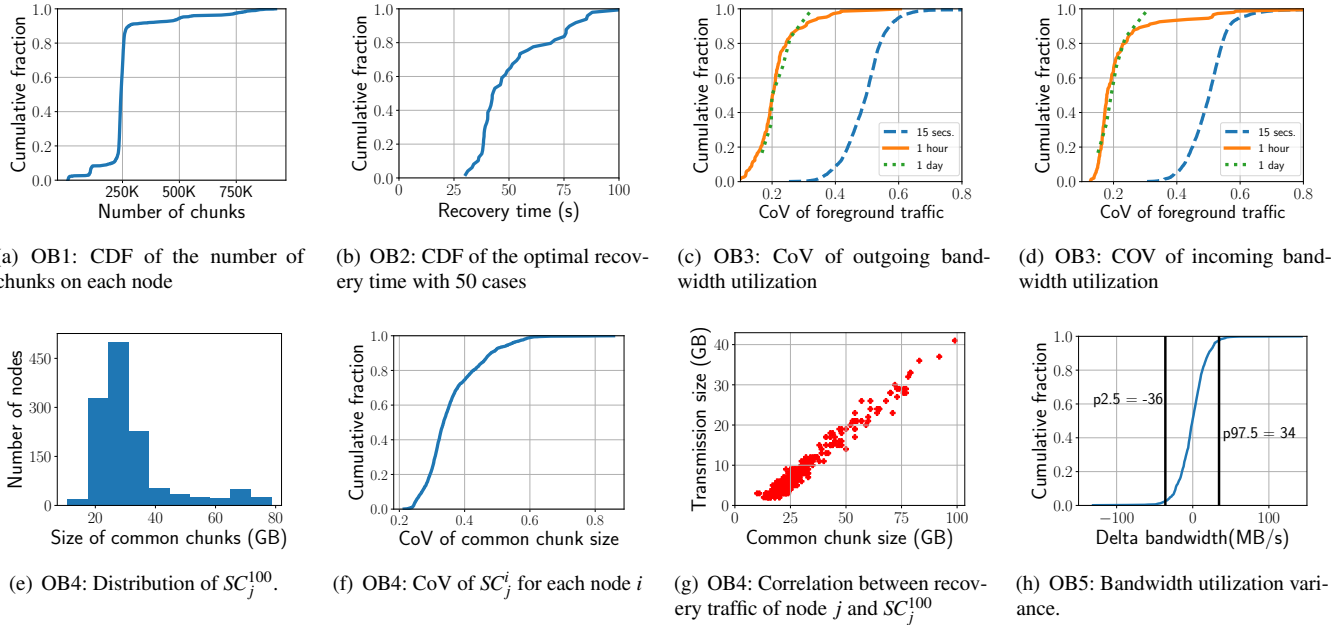 1.0
0.8
0.6
0.4
0.2
0.0
Cumulative fraction
250K
500K
750K
Number of chunks
(a) OB1: CDF of the number of
chunks on each node
1.0
0.8
0.6
0.4
0.2
0.0
Cumulative fraction
0
25
50
75
100
Recovery time (s)
(b) OB2: CDF of the optimal recov-
ery time with 50 cases
1.0
0.8
0.6
0.4
0.2
0.0
Cumulative fraction
15 secs.
1 hour
1 day
0.2
0.4
0.6
0.8
CoV of foreground traffic
(c) OB3: CoV of outgoing band-
width utilization
1.0
0.8
0.6
0.4
0.2
0.0
Cumulative fraction
15 secs.
1 hour
1 day
0.2
0.4
0.6
0.8
CoV of foreground traffic
(d) OB3: COV of incoming band-
width utilization
450
300
150
0
Number of nodes
20
40
60
80
Size of common chunks (GB)
(e) OB4: Distribution of SC_j^100.
1.0
0.8
0.6
0.4
0.2
0.0
Cumulative fraction
0.2
0.4
0.6
0.8
CoV of common chunk size
(f) OB4: CoV of SC_j^i for each node i
40
30
20
10
0
Transmission size (GB)
0
25
50
75
100
Common chunk size (GB)
(g) OB4: Correlation between recov-
ery traffic of node j and SC_j^100
1.0
0.8
0.6
0.4
0.2
0.0
Cumulative fraction
p2.5 = -36
p97.5 = 34
−100
0
100
Delta bandwidth(MB/s)
(h) OB5: Bandwidth utilization vari-
ance.